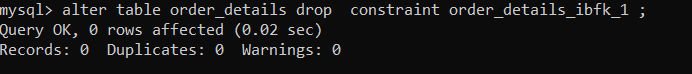 mysql> alter table order_details drop  constraint order_details_ibfk_1 ;
Query OK, 0 rows affected (0.02 sec)
Records: 0  Duplicates: 0  Warnings: 0